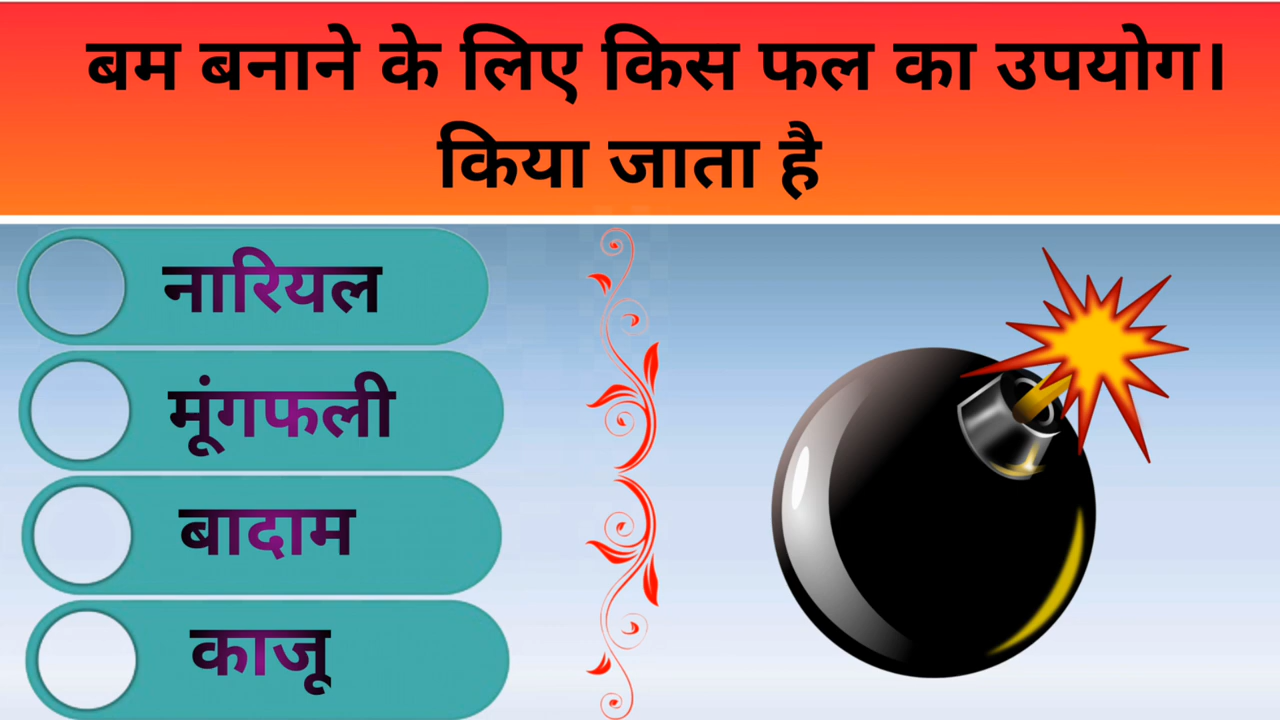 बम बनाने के लिए किस फल का उपयोग।
किया जाता है
नारियल
मूंगफली
बादाम
काजू